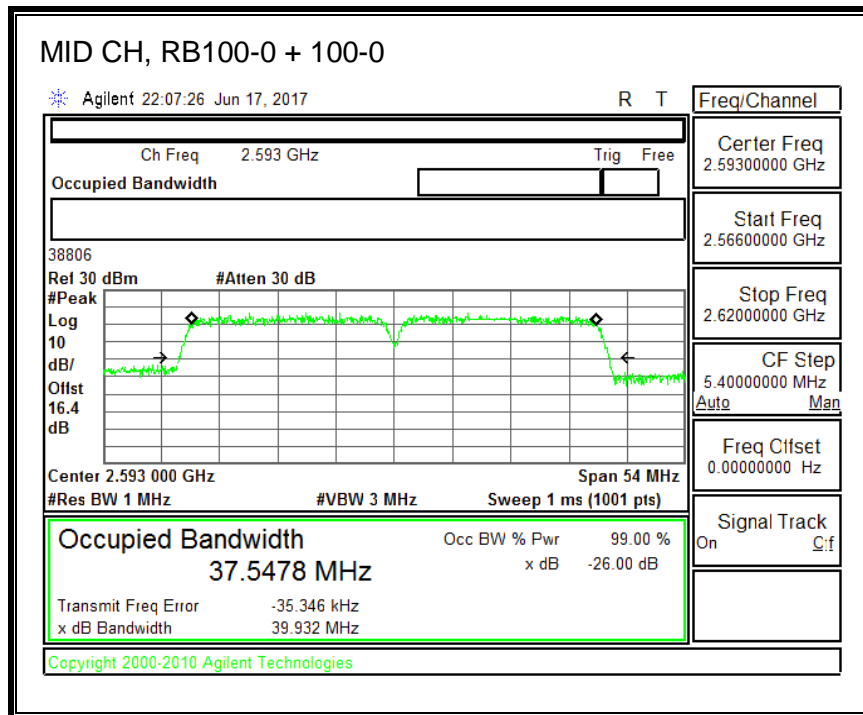 MID CH, RB100-0 + 100-0
Agilent 22:07:26 Jun 17, 2017 R T
Freq/Channel
Ch Freq 2.593 GHz Trig Free
Occupied Bandwidth
Center Freq
2.59300000 GHz
Start Freq
2.56600000 GHz
Stop Freq
2.62000000 GHz
CF Step
5.40000000 MHz
Auto Man
Freq Offset
0.00000000 Hz
Signal Track
On Off
38806
Ref 30 dBm #Atten 30 dB
#Peak
Log
10
dB/
Offst
16.4
dB
Center 2.593 000 GHz Span 54 MHz
#Res BW 1 MHz #VBW 3 MHz Sweep 1 ms (1001 pts)
Occupied Bandwidth Occ BW % Pwr 99.00 %
37.5478 MHz x dB -26.00 dB
Transmit Freq Error -35.346 kHz
x dB Bandwidth 39.932 MHz
Copyright 2000-2010 Agilent Technologies